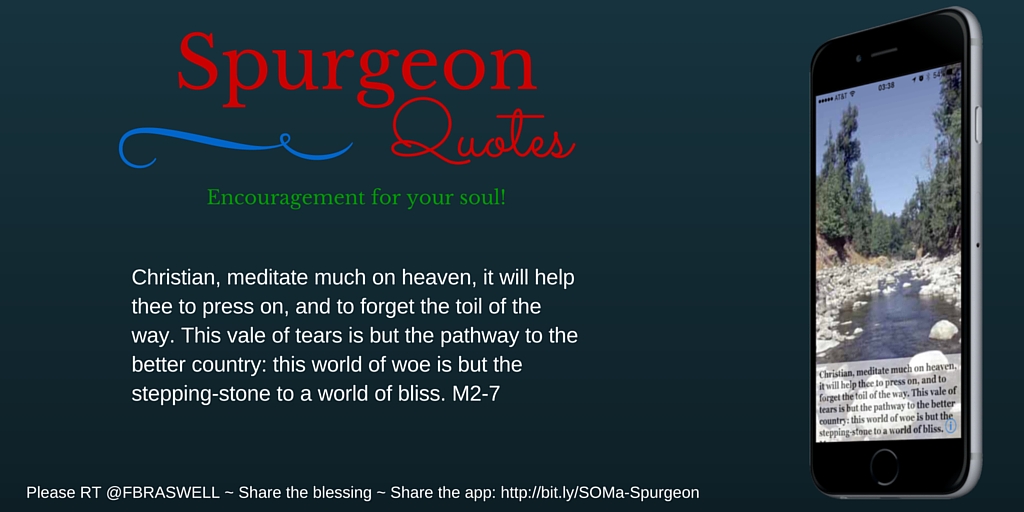 Spurgeon
Quotes
Encouragement for your soul!
Christian, meditate much on heaven, it will help
thee to press on, and to forget the toil of the
way. This vale of tears is but the pathway to the
better country: this world of woe is but the
stepping-stone to a world of bliss. M2-7
Please RT @FBRASWELL ~ Share the blessing ~ Share the app: http://bit.ly/SOMa-Spurgeon
AT&T 03:38 54%
Christian, meditate much on heaven,
it will help thee to press on, and to
forget the toil of the way. This vale of
tears is but the pathway to the better
country: this world of woe is but the
stepping-stone to a world of bliss.